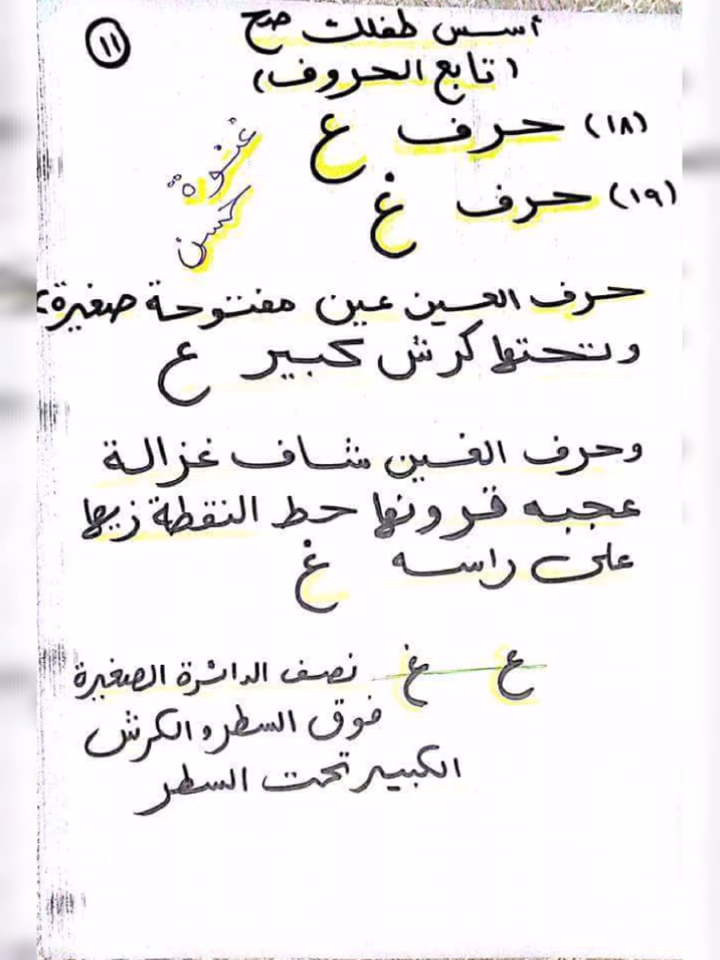 ١١
أسس طفلك صح
(تابع الحروف)
(١٨) حرف ع
(١٩) حرف غ
غنوة
حسن
حرف العين عين مفتوحة صغيرة،
وتحتها كرش كبير ع
وحرف الغين شاف غزالة
عجبه قرونها حط النقطة زيها
على راسه غ
ع غ نصف الدائرة الصغيرة
فوق السطر والكرش
الكبير تحت السطر